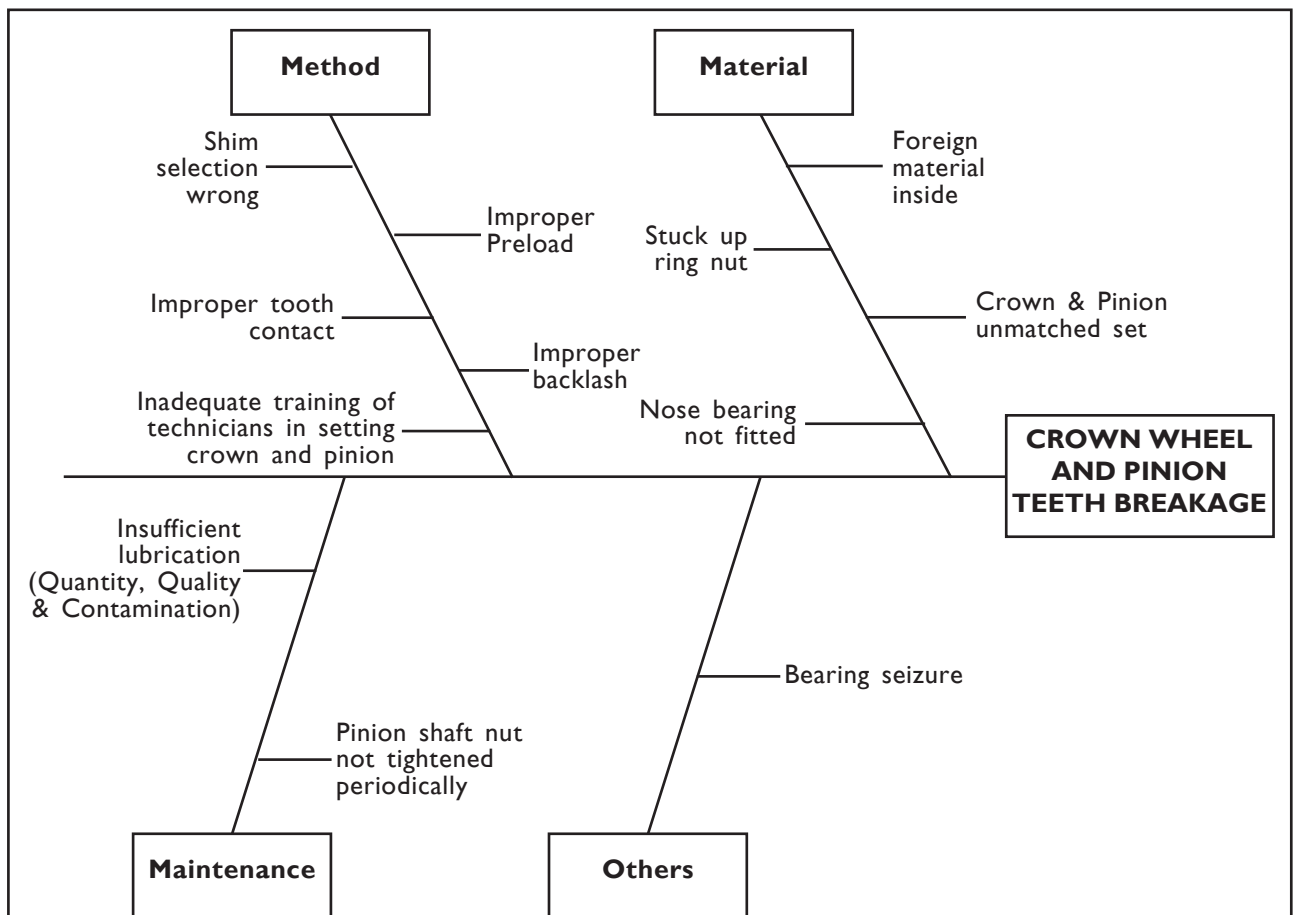 Method
Material
Shim
selection
wrong
Foreign
material
inside
Improper
Preload
Stuck up
ring nut
Improper tooth
contact
Crown & Pinion
unmatched set
Improper
backlash
Inadequate training of
technicians in setting
crown and pinion
Nose bearing
not fitted
CROWN WHEEL
AND PINION
TEETH BREAKAGE
Insufficient
lubrication
(Quantity, Quality
& Contamination)
Bearing seizure
Pinion shaft nut
not tightened
periodically
Maintenance
Others